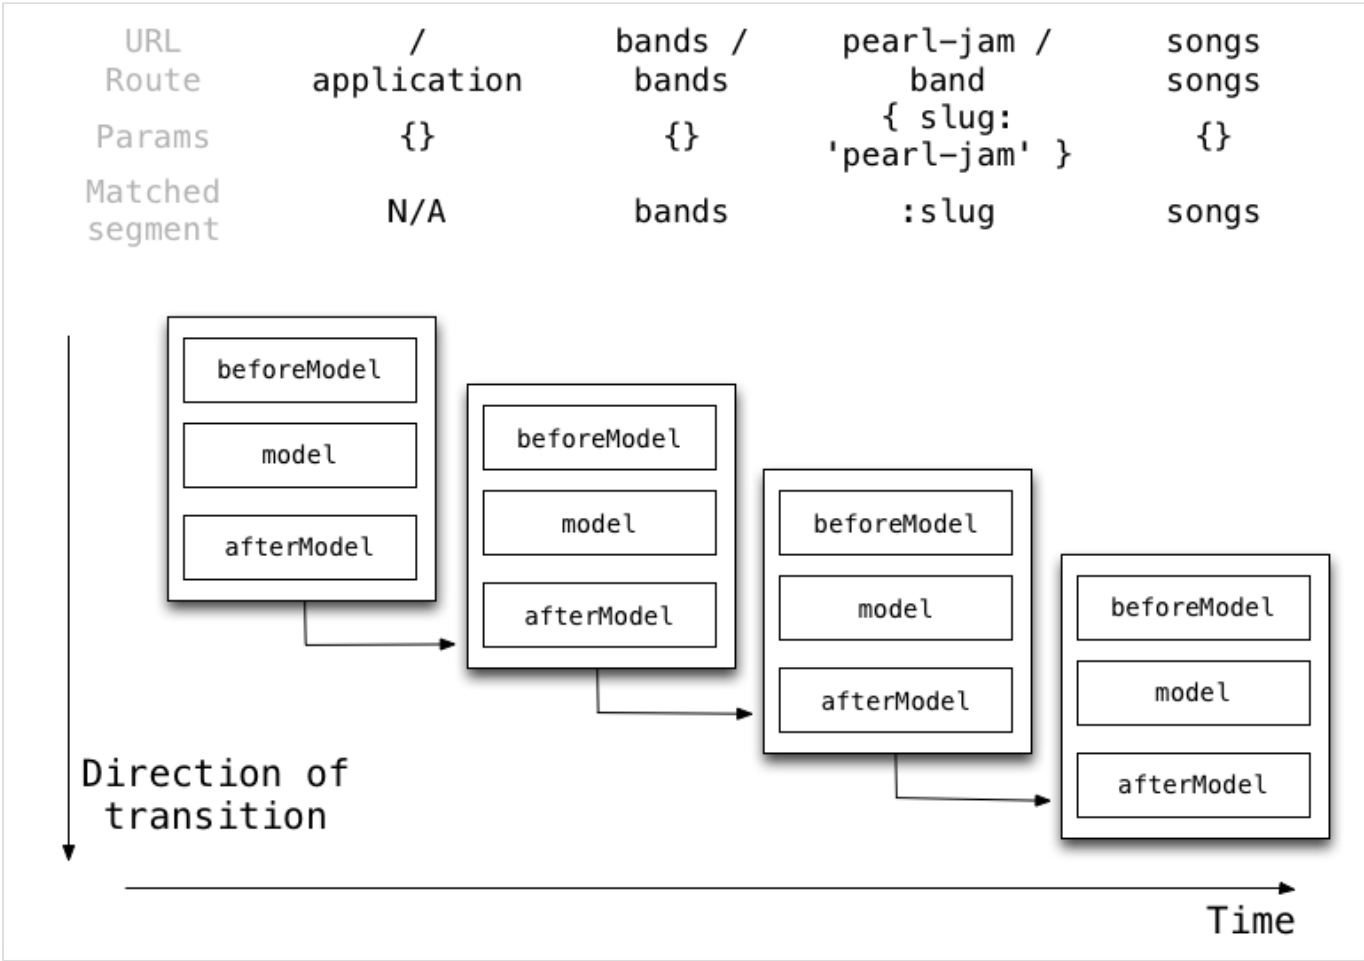 URL / bands / pearl-jam / songs
Route application bands band songs
Params {} {} { slug: 'pearl-jam' } {}
Matched segment N/A bands :slug songs
beforeModel
model
afterModel
beforeModel
model
afterModel
beforeModel
model
afterModel
beforeModel
model
afterModel
Direction of
transition
Time